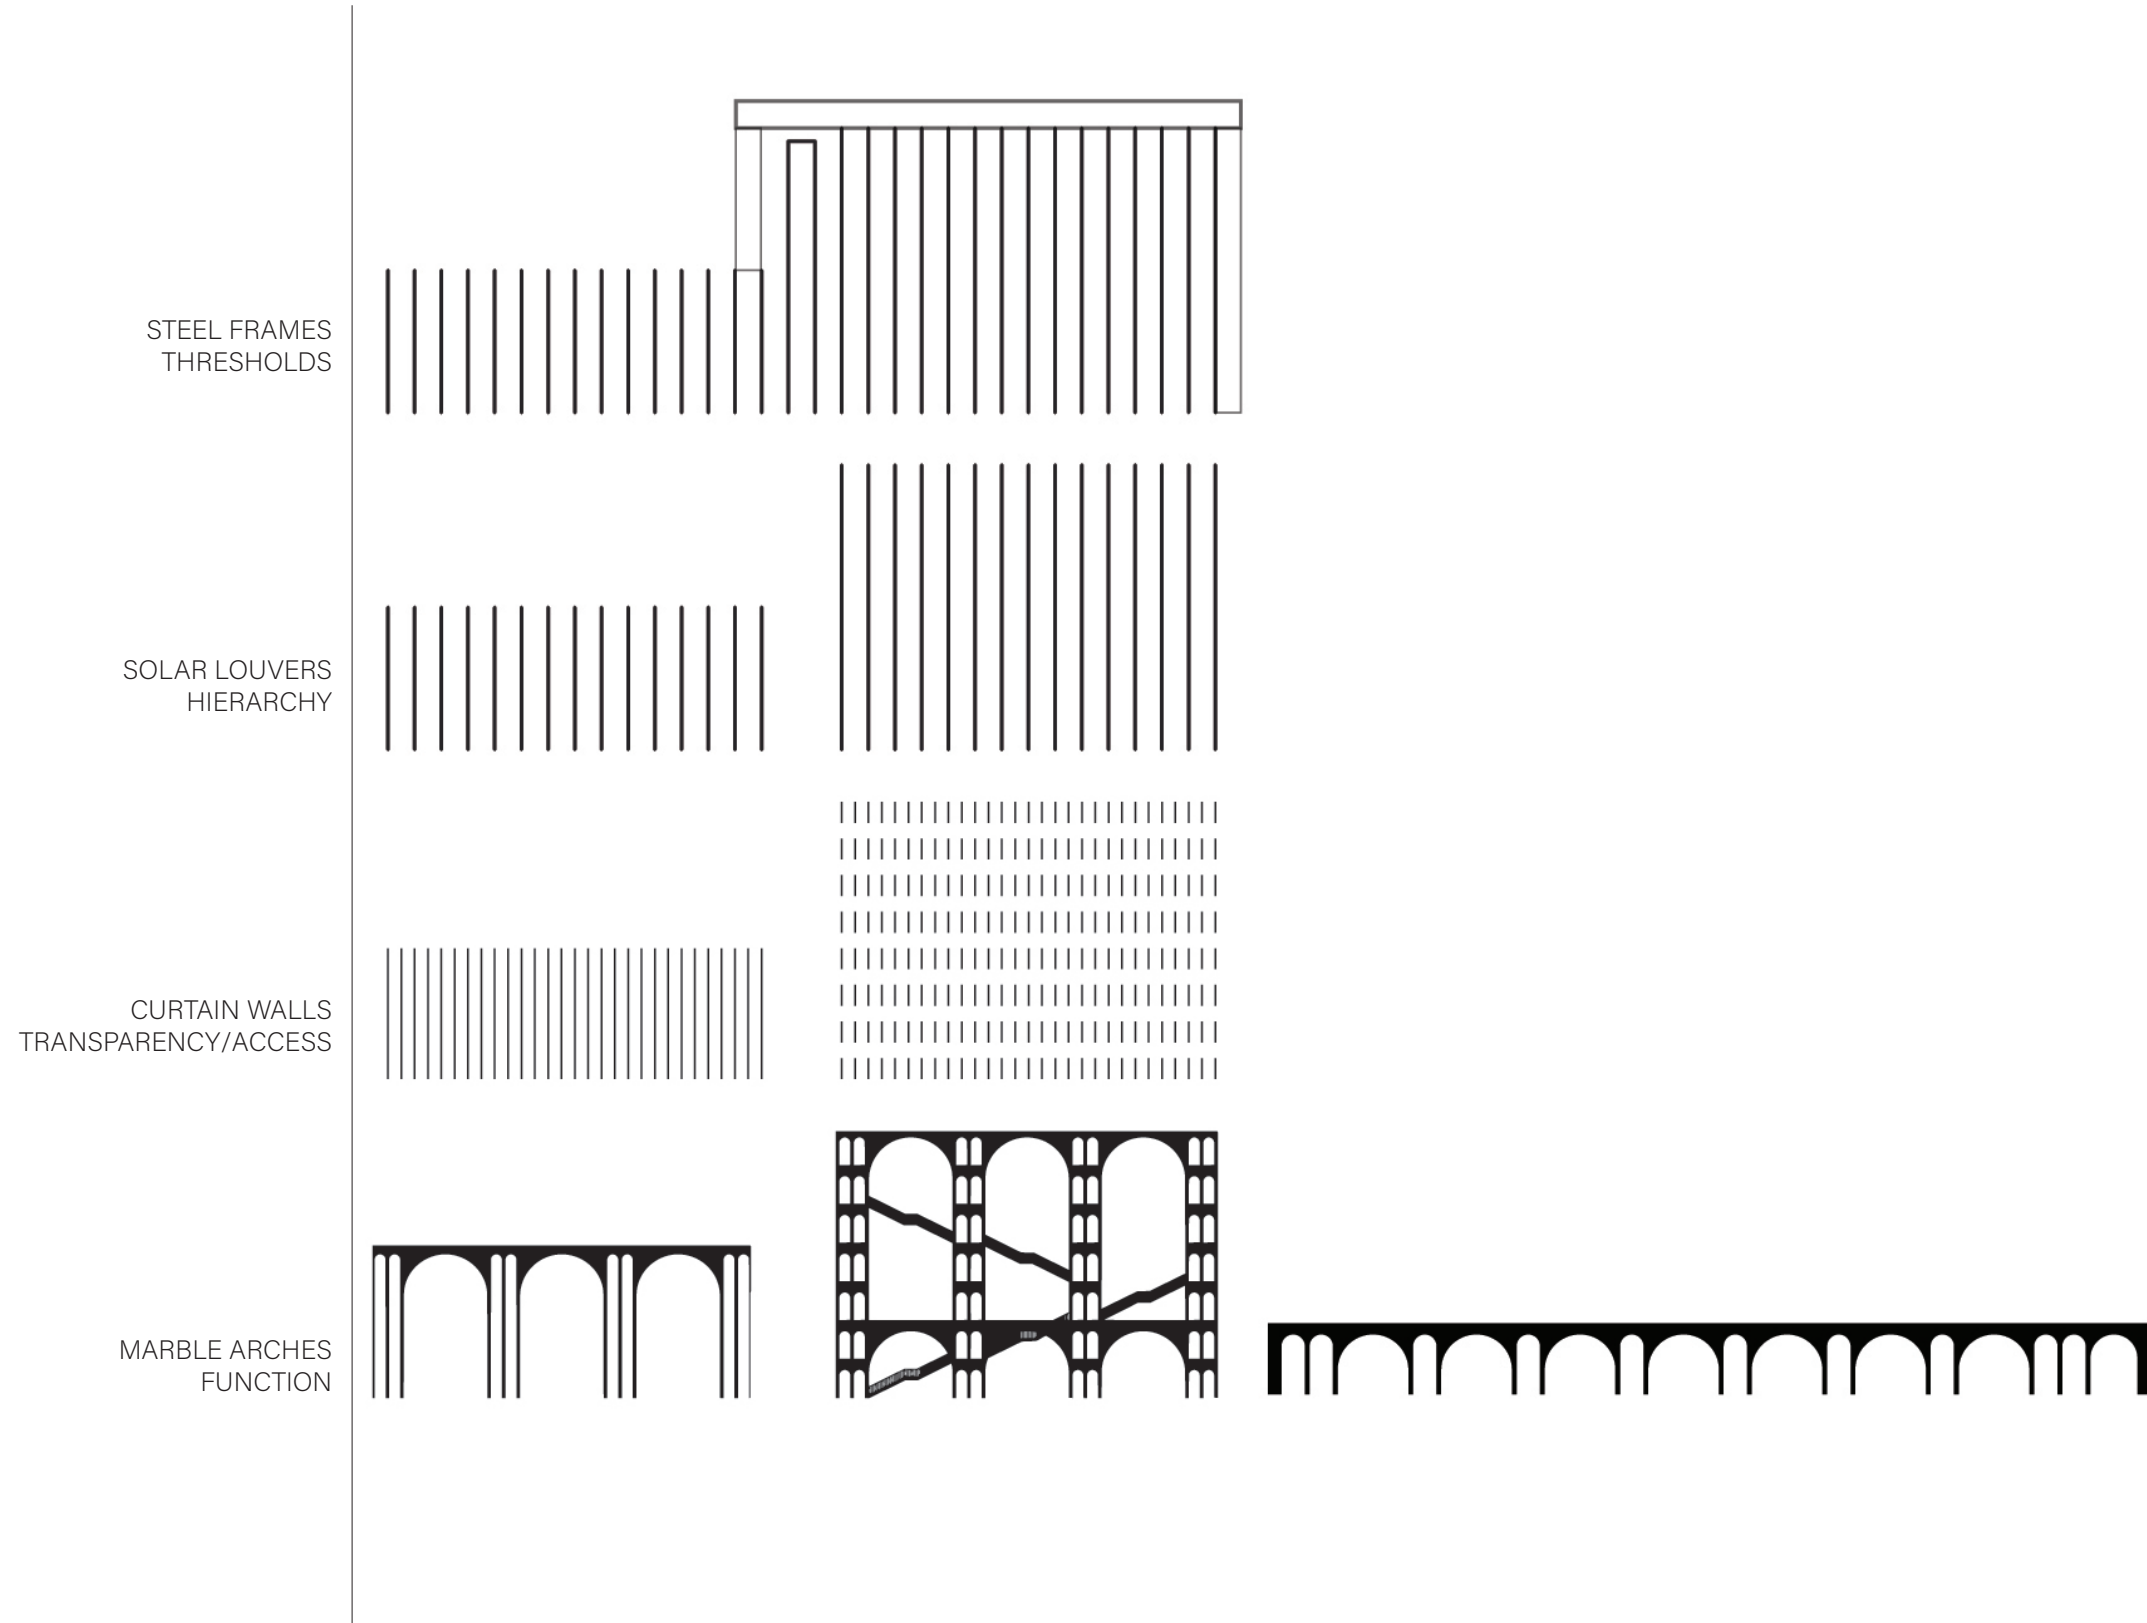 STEEL FRAMES
THRESHOLDS
SOLAR LOUVERS
HIERARCHY
CURTAIN WALLS
TRANSPARENCY/ACCESS
MARBLE ARCHES
FUNCTION